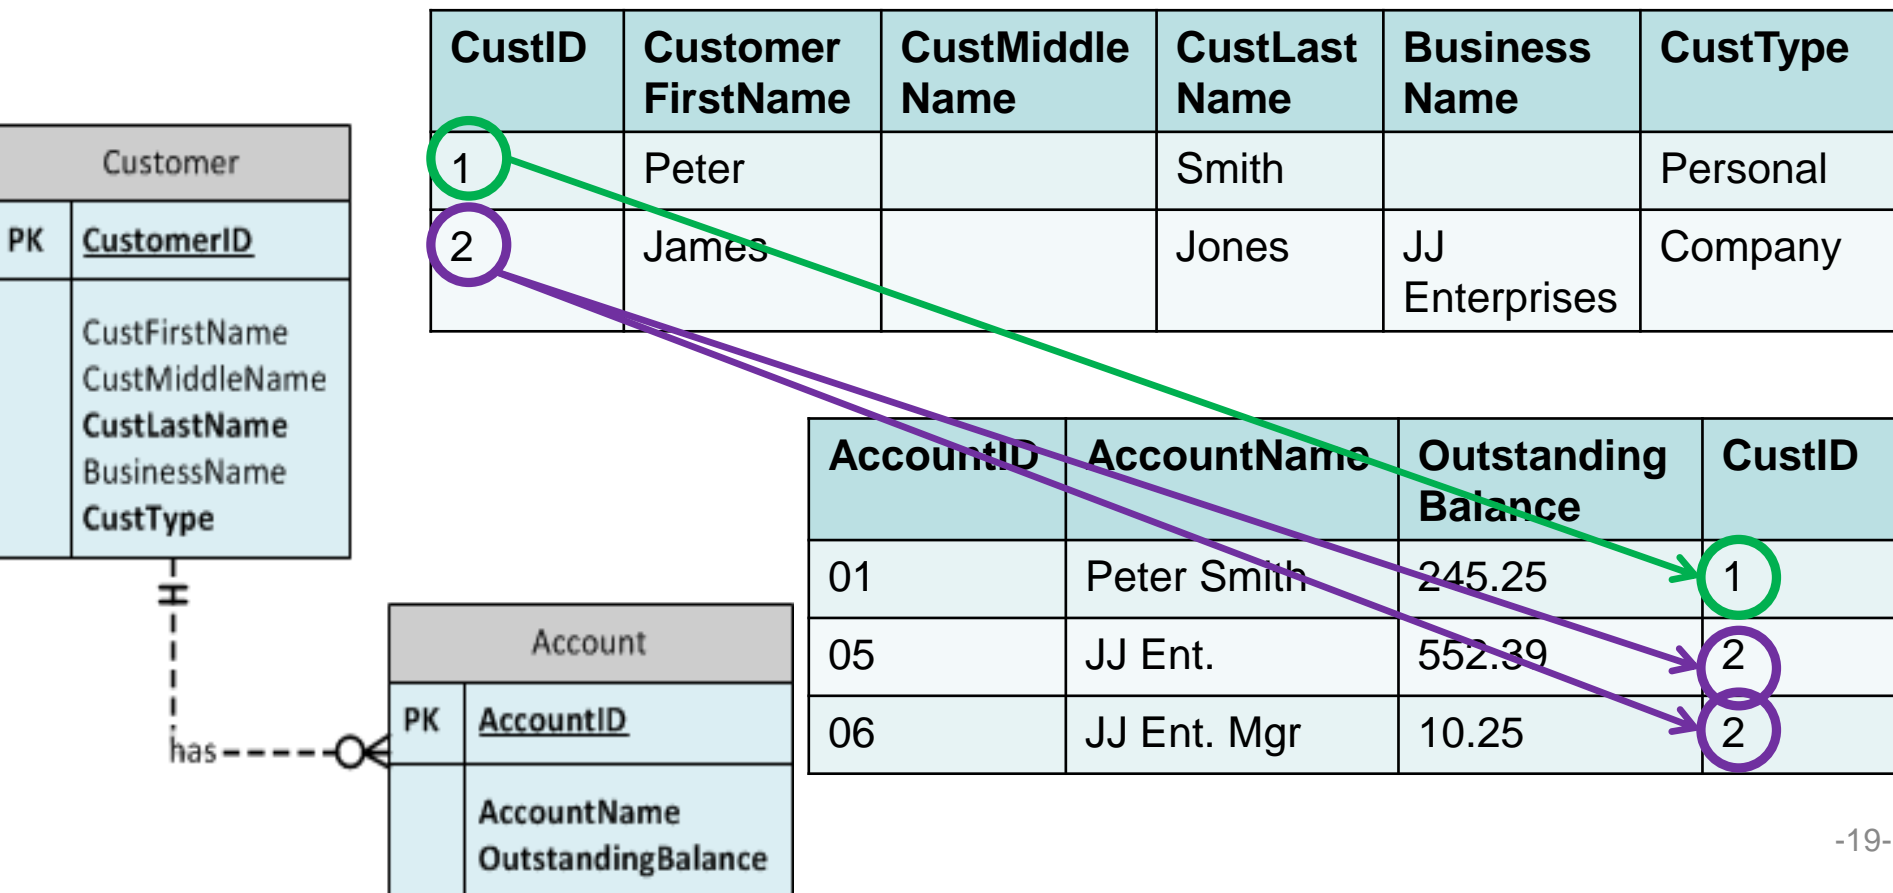 CustID Customer FirstName CustMiddle Name CustLast Name Business Name CustType
1 Peter Smith Personal
2 James Jones JJ Enterprises Company
Customer
PK CustomerID
CustFirstName
CustMiddleName
CustLastName
BusinessName
CustType
has
Account
PK AccountID
AccountName
OutstandingBalance
AccountID AccountName Outstanding Balance CustID
01 Peter Smith 245.25 1
05 JJ Ent. 552.39 2
06 JJ Ent. Mgr 10.25 2
-19-